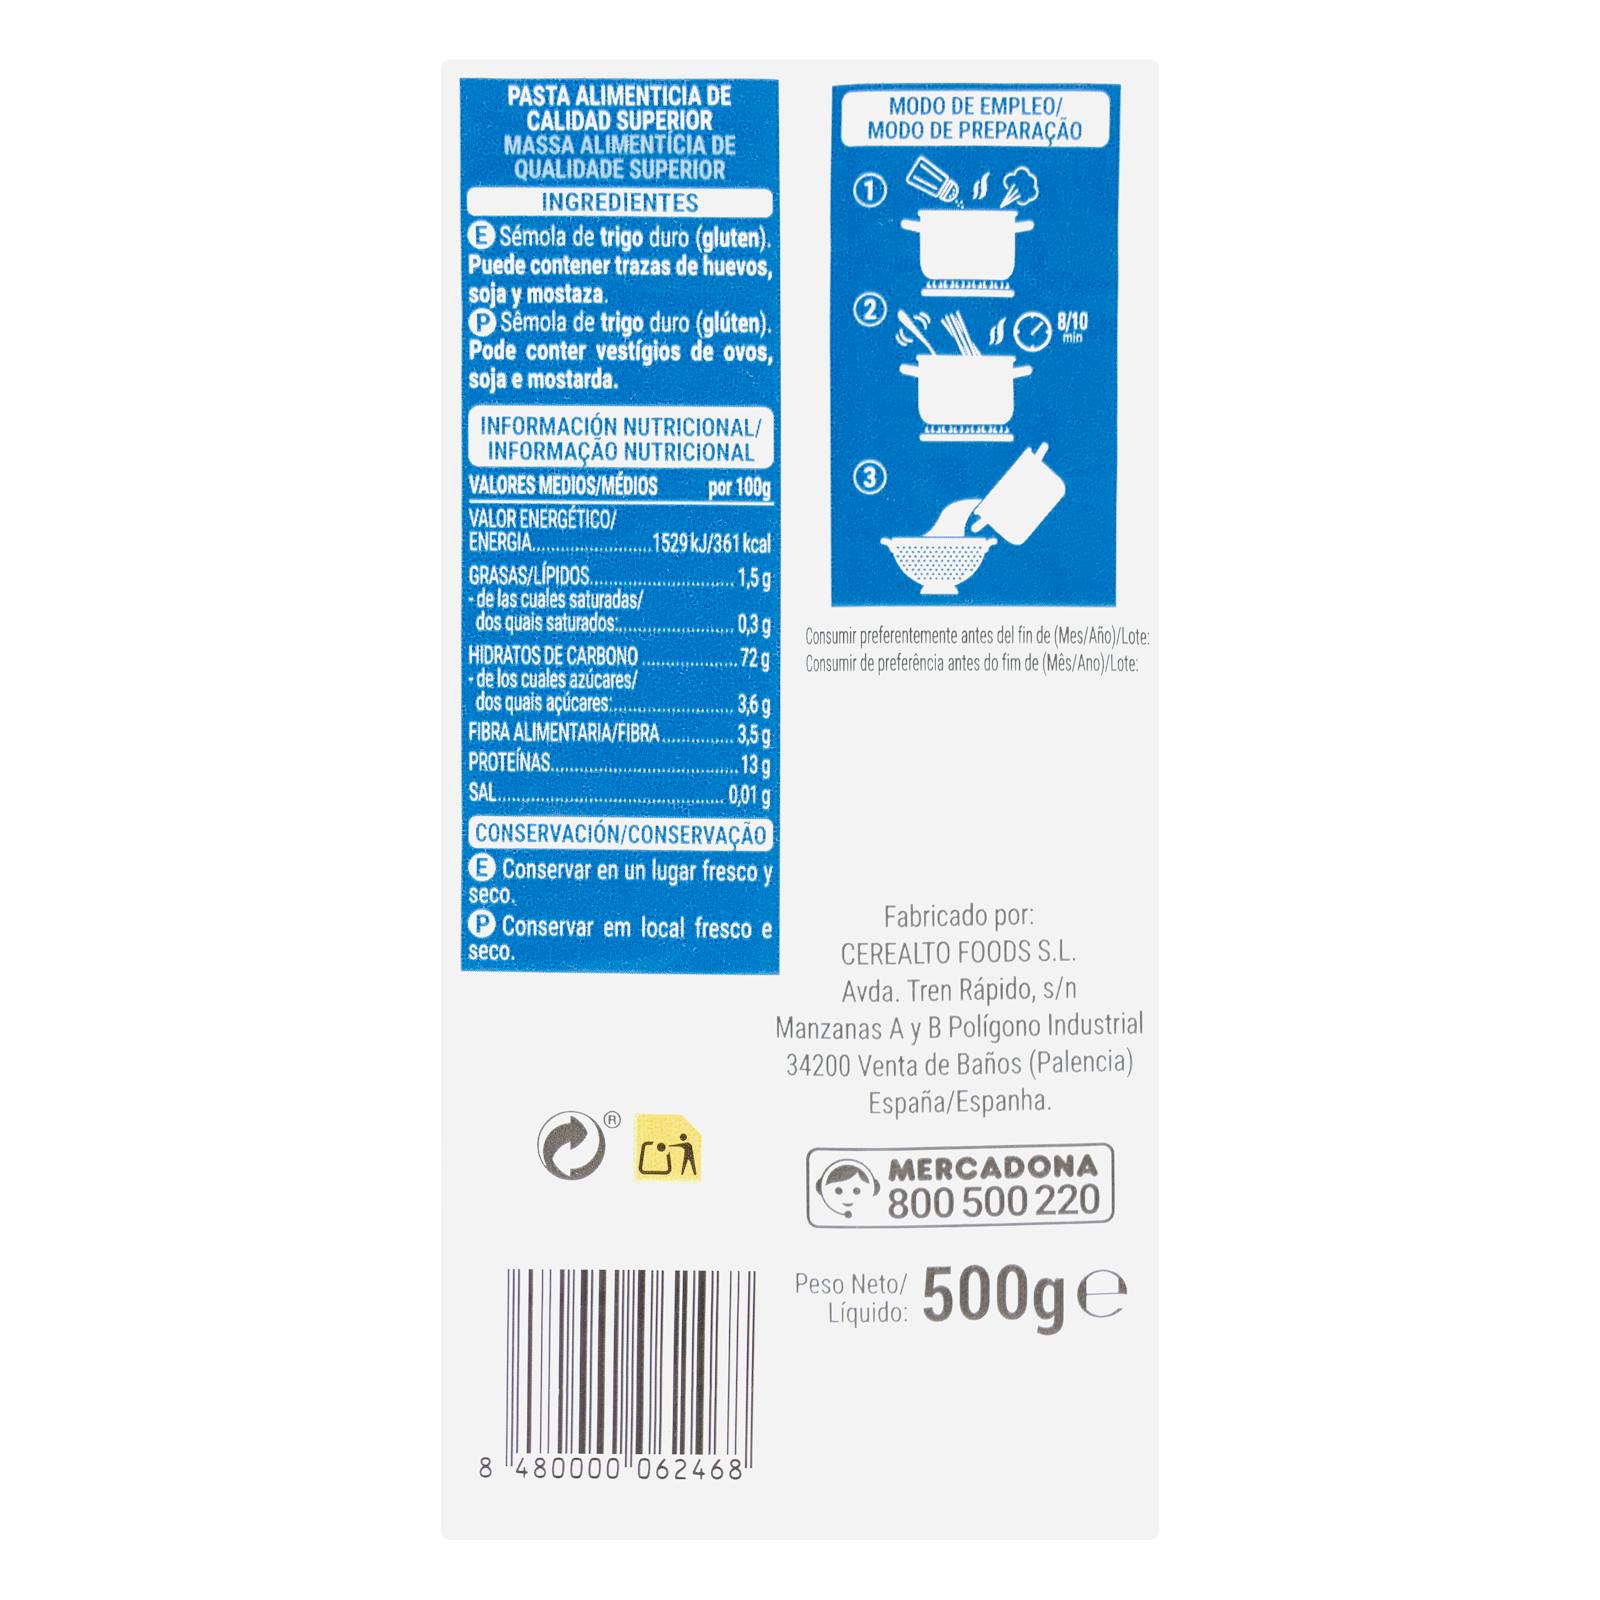 PASTA ALIMENTICIA DE
CALIDAD SUPERIOR
MASSA ALIMENTÍCIA DE
QUALIDADE SUPERIOR
INGREDIENTES
E Sémola de trigo duro (gluten).
Puede contener trazas de huevos,
soja y mostaza.
P Sêmola de trigo duro (glúten).
Pode conter vestígios de ovos,
soja e mostarda.
INFORMACIÓN NUTRICIONAL/
INFORMAÇÃO NUTRICIONAL
VALORES MEDIOS/MÉDIOS por 100g
VALOR ENERGÉTICO/
ENERGIA.................... 1529 kJ/361 kcal
GRASAS/LÍPIDOS........................ 1,5 g
- de las cuales saturadas/
dos quais saturados:................... 0,3 g
HIDRATOS DE CARBONO ................ 72 g
- de los cuales azúcares/
dos quais açúcares:.................... 3,6 g
FIBRA ALIMENTARIA/FIBRA............ 3,5 g
PROTEÍNAS............................... 13 g
SAL...................................... 0,01 g
CONSERVACIÓN/CONSERVAÇÃO
E Conservar en un lugar fresco y
seco.
P Conservar em local fresco e
seco.
®
8 480000 062468
MODO DE EMPLEO/
MODO DE PREPARAÇÃO
1
2
8/10
min
3
Consumir preferentemente antes del fin de (Mes/Año)/Lote:
Consumir de preferência antes do fim de (Mês/Ano)/Lote:
Fabricado por:
CEREALTO FOODS S.L.
Avda. Tren Rápido, s/n
Manzanas A y B Polígono Industrial
34200 Venta de Baños (Palencia)
España/Espanha.
MERCADONA
800 500 220
Peso Neto/
Líquido: 500g e